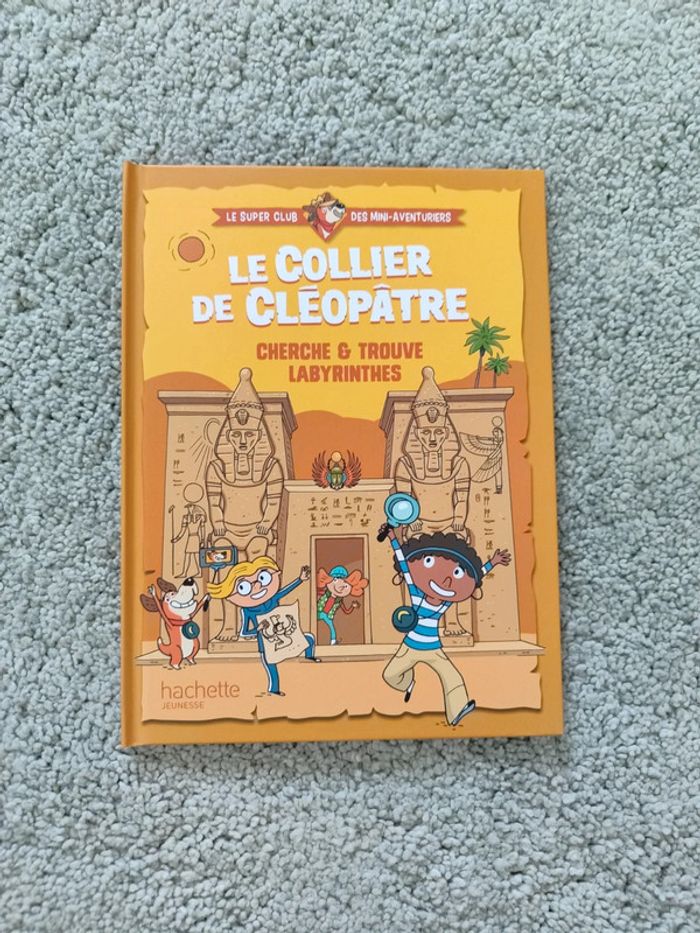 LE SUPER CLUB DES MINI-AVENTURIERS
LE COLLIER
DE CLÉOPÂTRE
CHERCHE & TROUVE
LABYRINTHES
hachette
JEUNESSE